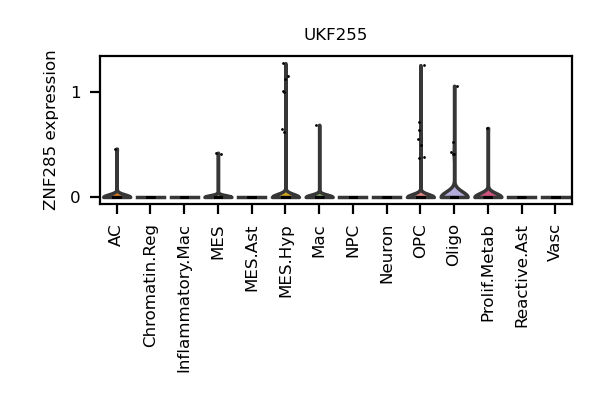 UKF255
ZNF285 expression
1
0
AC
Chromatin.Reg
Inflammatory.Mac
MES
MES.Ast
MES.Hyp
Mac
NPC
Neuron
OPC
Oligo
Prolif.Metab
Reactive.Ast
Vasc